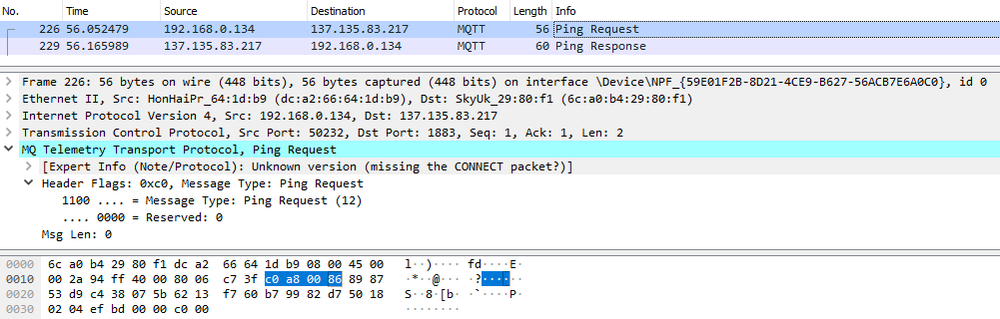 No. Time Source Destination Protocol Length Info
226 56.052479 192.168.0.134 137.135.83.217 MQTT 56 Ping Request
229 56.165989 137.135.83.217 192.168.0.134 MQTT 60 Ping Response
Frame 226: 56 bytes on wire (448 bits), 56 bytes captured (448 bits) on interface \Device\NPF_{59E01F2B-8D21-4CE9-B627-56ACB7E6A0C0}, id 0
Ethernet II, Src: HonHaiPr_64:1d:b9 (dc:a2:66:64:1d:b9), Dst: SkyUk_29:80:f1 (6c:a0:b4:29:80:f1)
Internet Protocol Version 4, Src: 192.168.0.134, Dst: 137.135.83.217
Transmission Control Protocol, Src Port: 50232, Dst Port: 1883, Seq: 1, Ack: 1, Len: 2
MQ Telemetry Transport Protocol, Ping Request
[Expert Info (Note/Protocol): Unknown version (missing the CONNECT packet?)]
Header Flags: 0xc0, Message Type: Ping Request
1100 .... = Message Type: Ping Request (12)
.... 0000 = Reserved: 0
Msg Len: 0
0000 6c a0 b4 29 80 f1 dc a2 66 64 1d b9 08 00 45 00 l··)···· fd····E·
0010 00 2a 94 ff 40 00 80 06 c7 3f c0 a8 00 86 89 87 ·*··@··· ·?······
0020 53 d9 c4 38 07 5b 62 13 f7 60 b7 99 82 d7 50 18 S··8·[b· ·`····P·
0030 02 04 ef bd 00 00 c0 00 ········